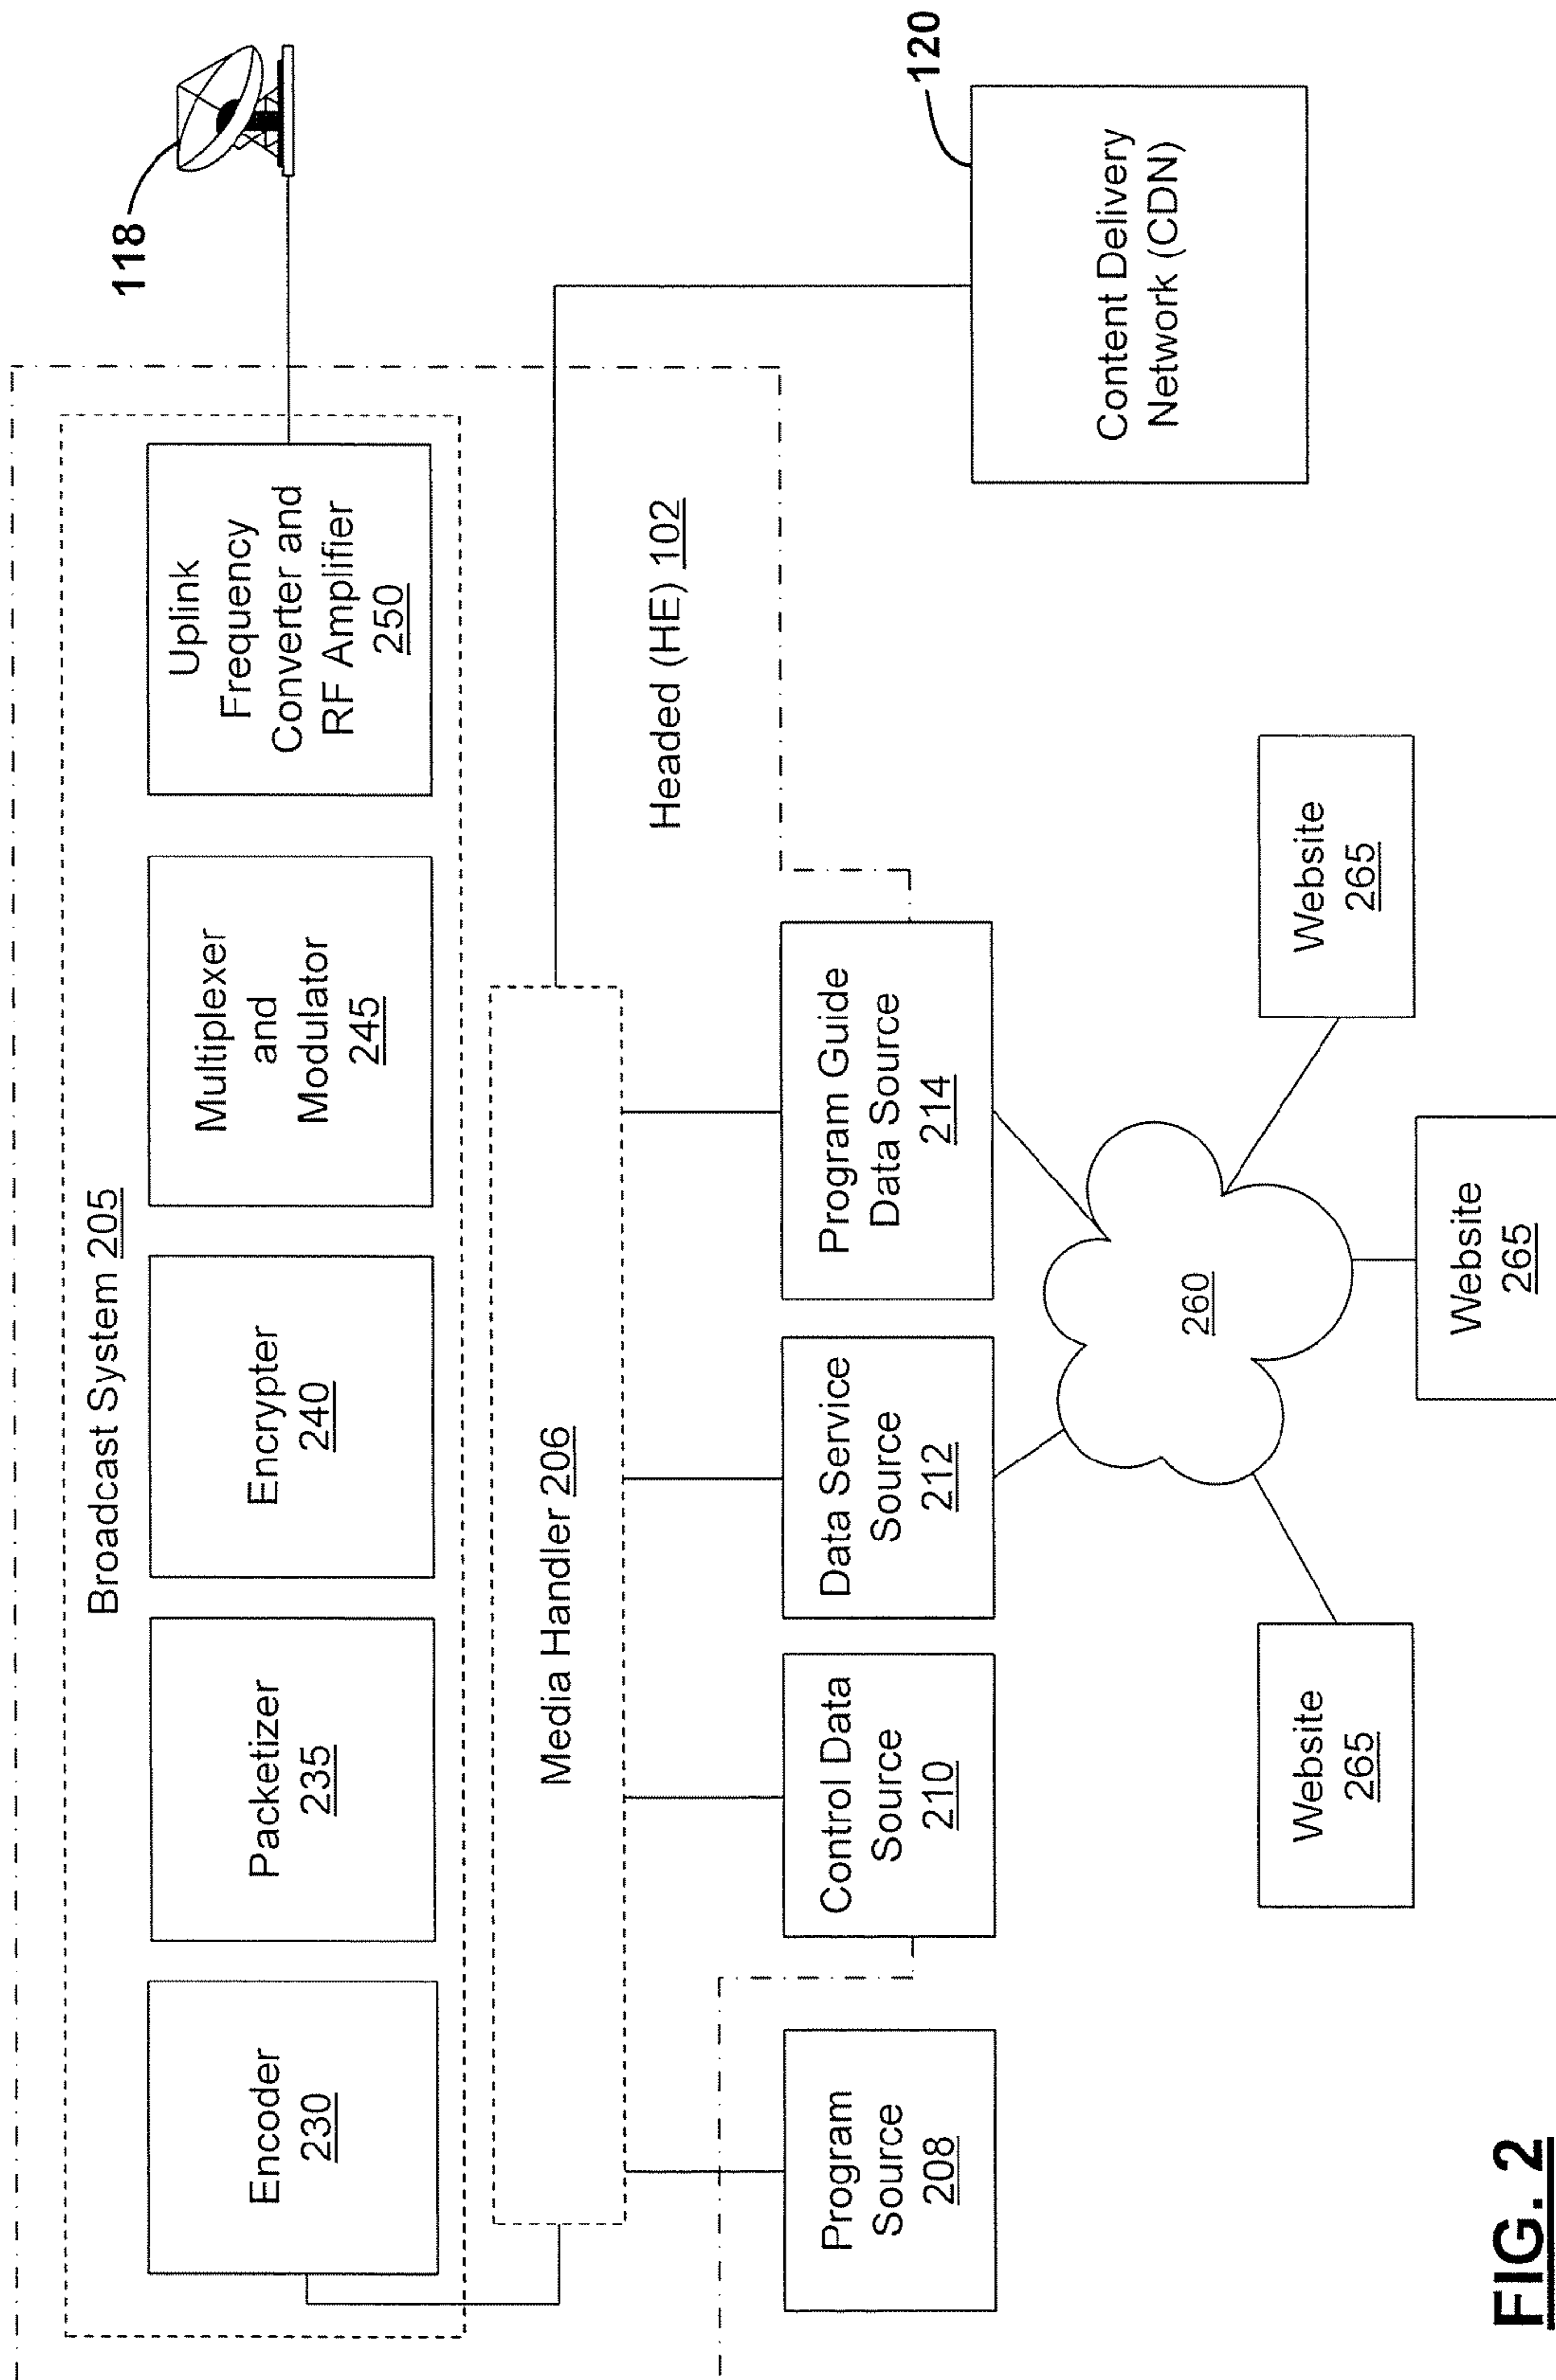 118
Broadcast System 205
Encoder
230
Packetizer
235
Encrypter
240
Multiplexer
and
Modulator
245
Uplink
Frequency
Converter and
RF Amplifier
250
Media Handler 206
Headed (HE) 102
120
Content Delivery
Network (CDN)
Program
Source
208
Control Data
Source
210
Data Service
Source
212
Program Guide
Data Source
214
260
Website
265
Website
265
Website
265
FIG. 2